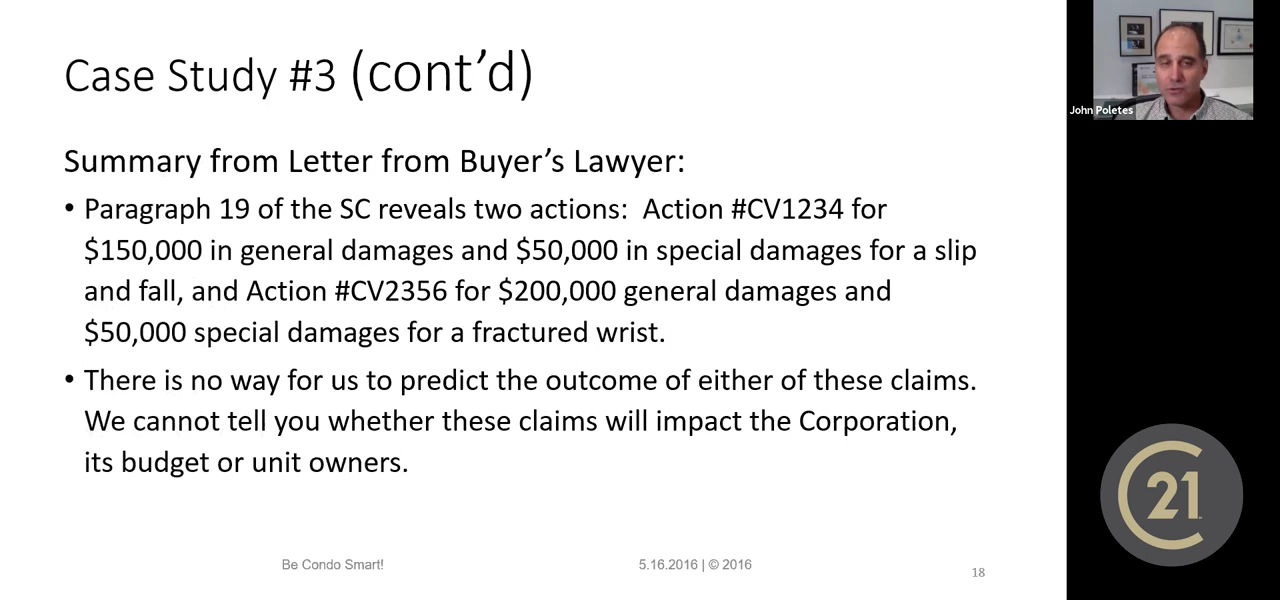 Case Study #3 (cont’d)
Summary from Letter from Buyer’s Lawyer:
• Paragraph 19 of the SC reveals two actions:  Action #CV1234 for
$150,000 in general damages and $50,000 in special damages for a slip
and fall, and Action #CV2356 for $200,000 general damages and
$50,000 special damages for a fractured wrist.
• There is no way for us to predict the outcome of either of these claims.
We cannot tell you whether these claims will impact the Corporation,
its budget or unit owners.
Be Condo Smart!
5.16.2016 | © 2016
18
John Poletes
C21